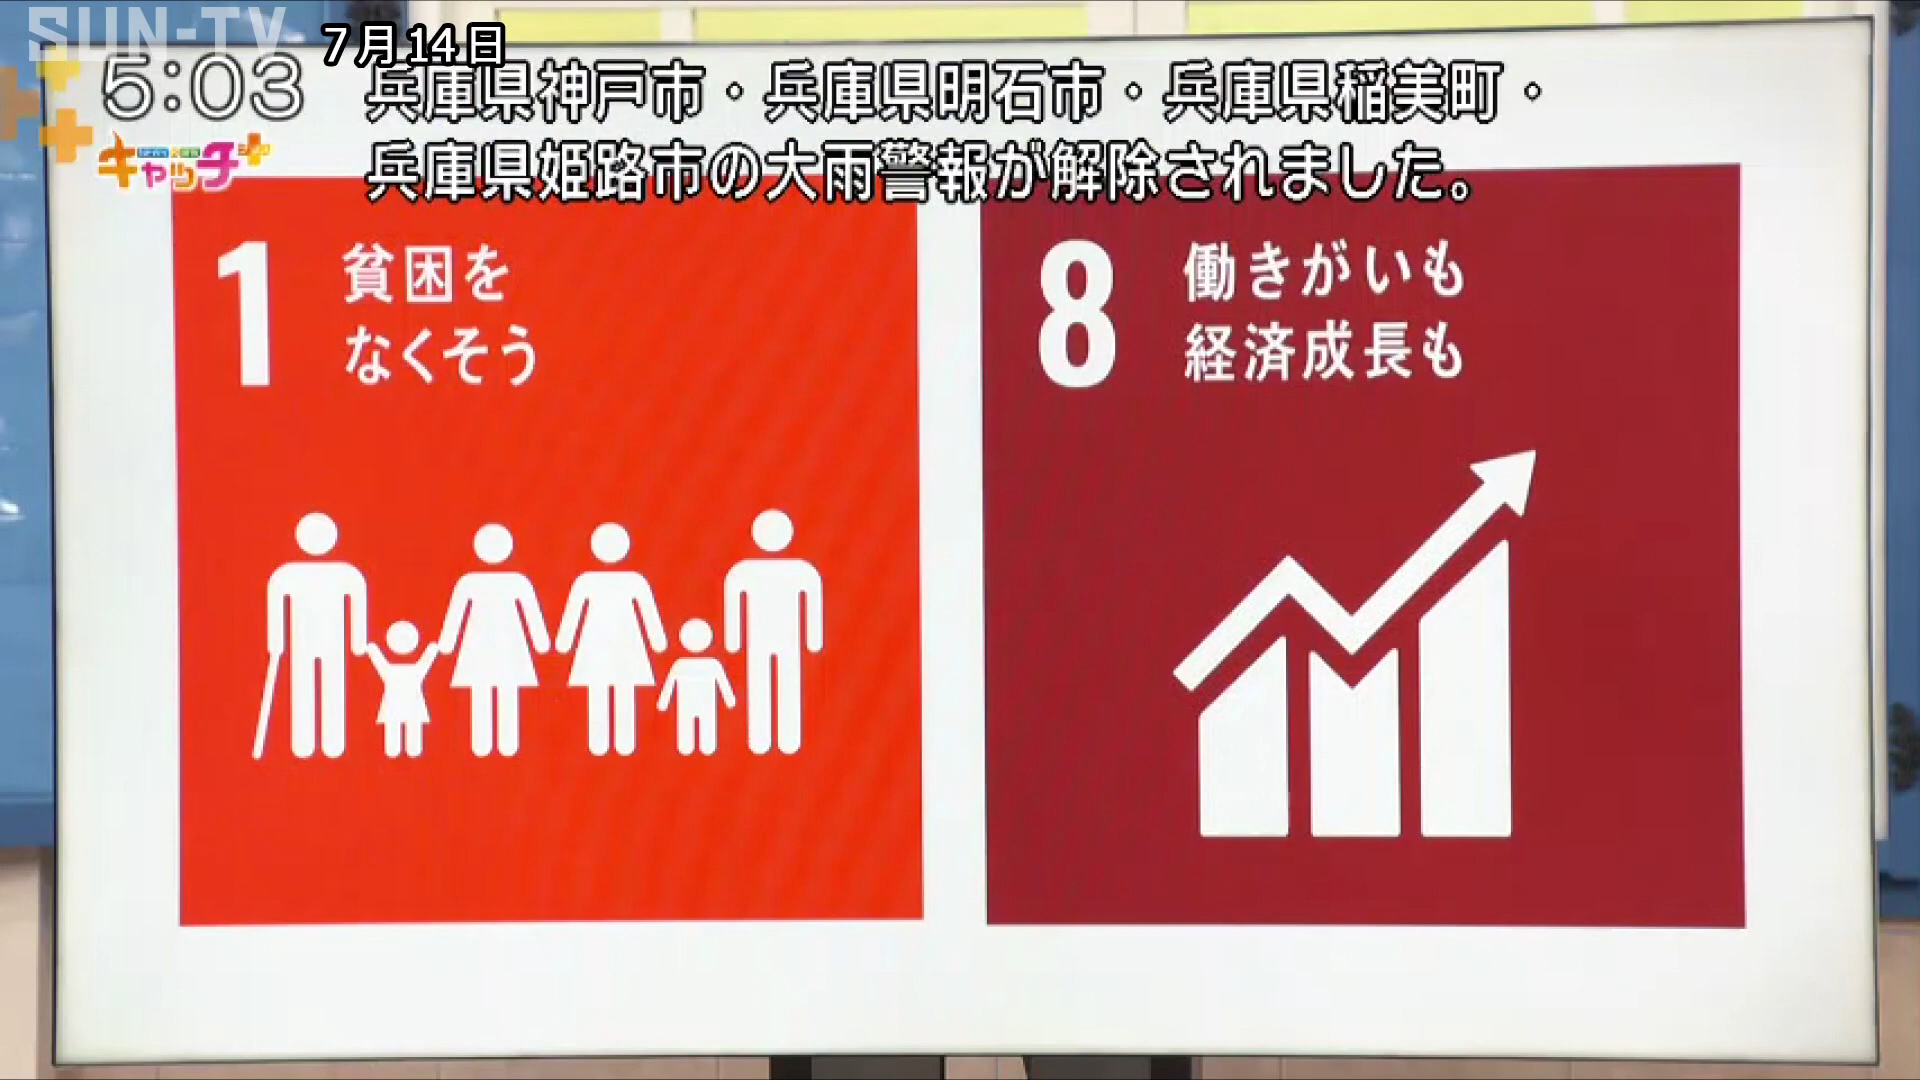 SUN-TV
7月14日
5:03
兵庫県神戸市・兵庫県明石市・兵庫県稲美町・
兵庫県姫路市の大雨警報が解除されました。
キャッチ+
1
貧困を
なくそう
8
働きがいも
経済成長も